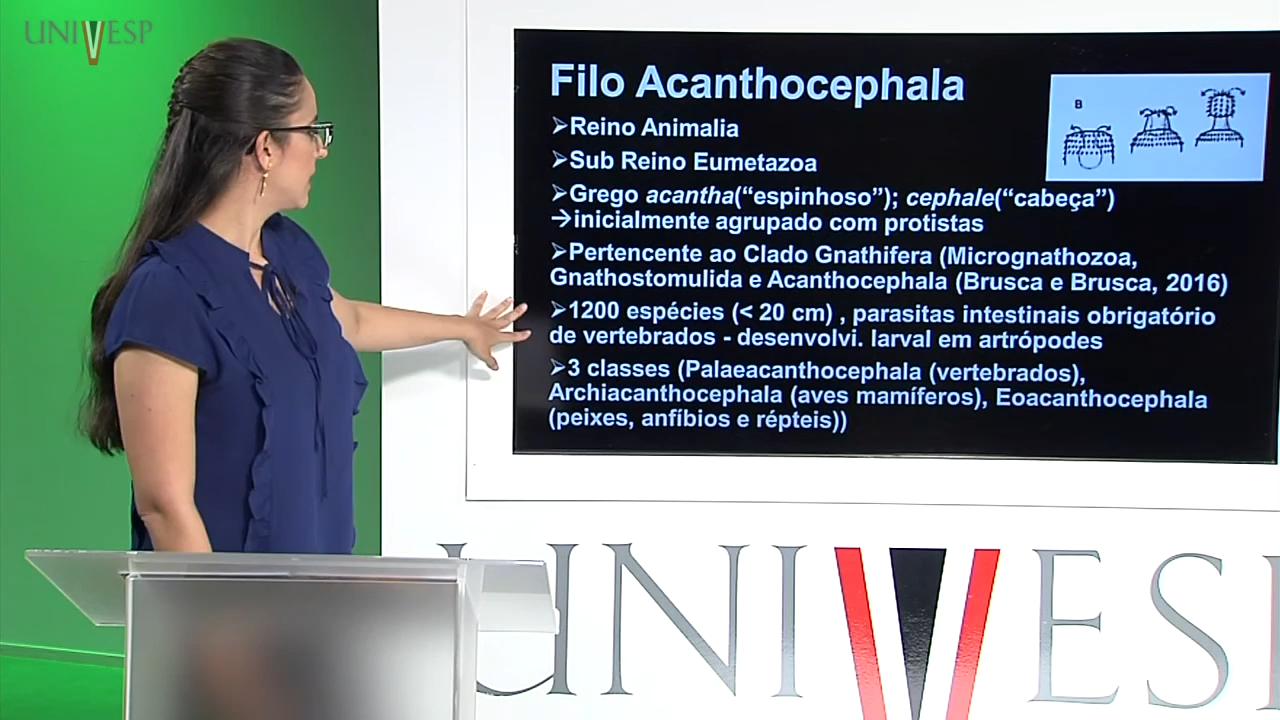 UNIVESP
Filo Acanthocephala
B
➢Reino Animalia
➢Sub Reino Eumetazoa
➢Grego acantha(“espinhoso”); cephale(“cabeça”)
→inicialmente agrupado com protistas
➢Pertencente ao Clado Gnathifera (Micrognathozoa,
Gnathostomulida e Acanthocephala (Brusca e Brusca, 2016)
➢1200 espécies (< 20 cm) , parasitas intestinais obrigatório
de vertebrados - desenvolvi. larval em artrópodes
➢3 classes (Palaeacanthocephala (vertebrados),
Archiacanthocephala (aves mamíferos), Eoacanthocephala
(peixes, anfíbios e répteis))
UNIVES